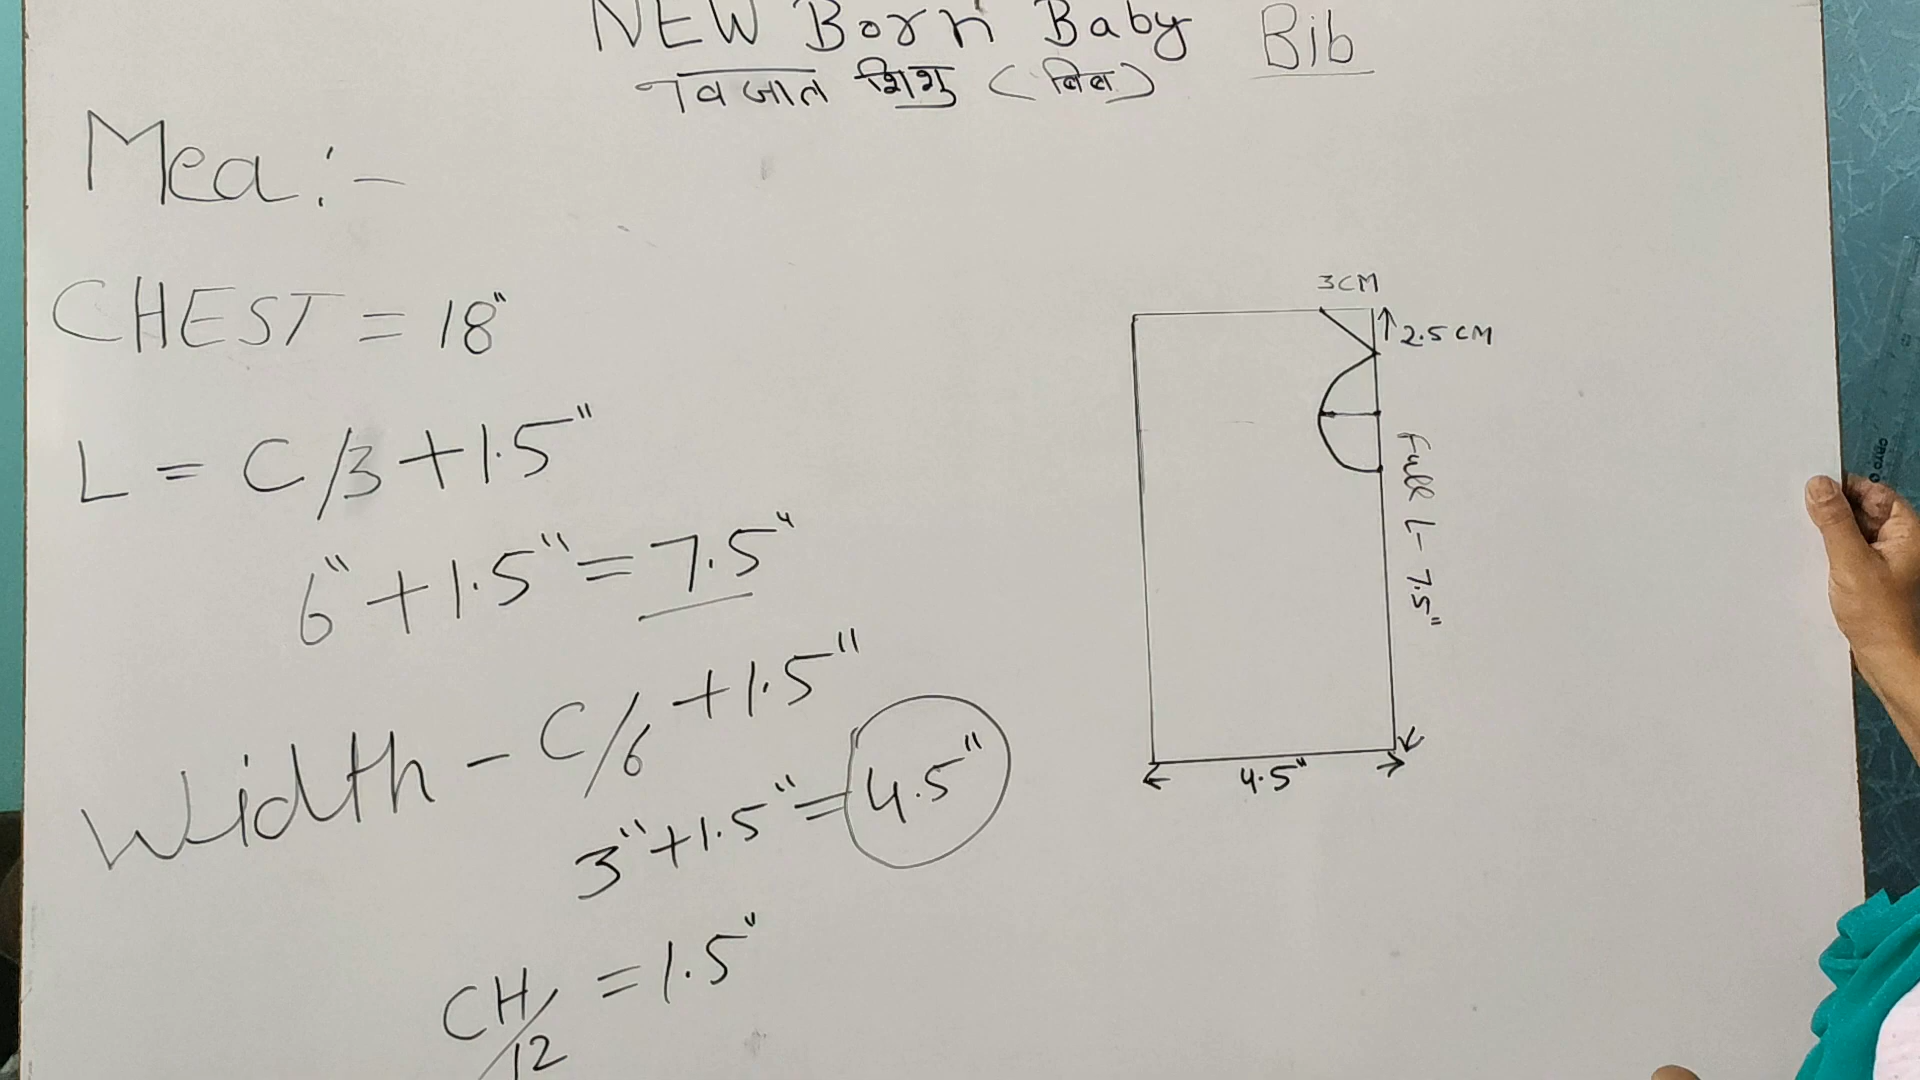 NEW Born Baby Bib
नवजात शिशु (बिब)
Mea:-
CHEST = 18"
L = C/3 + 1.5"
6" + 1.5" = 7.5"
Width - C/6 + 1.5"
3" + 1.5" = 4.5"
CH/12 = 1.5"
3CM
2.5 CM
Full L- 7.5"
4.5"